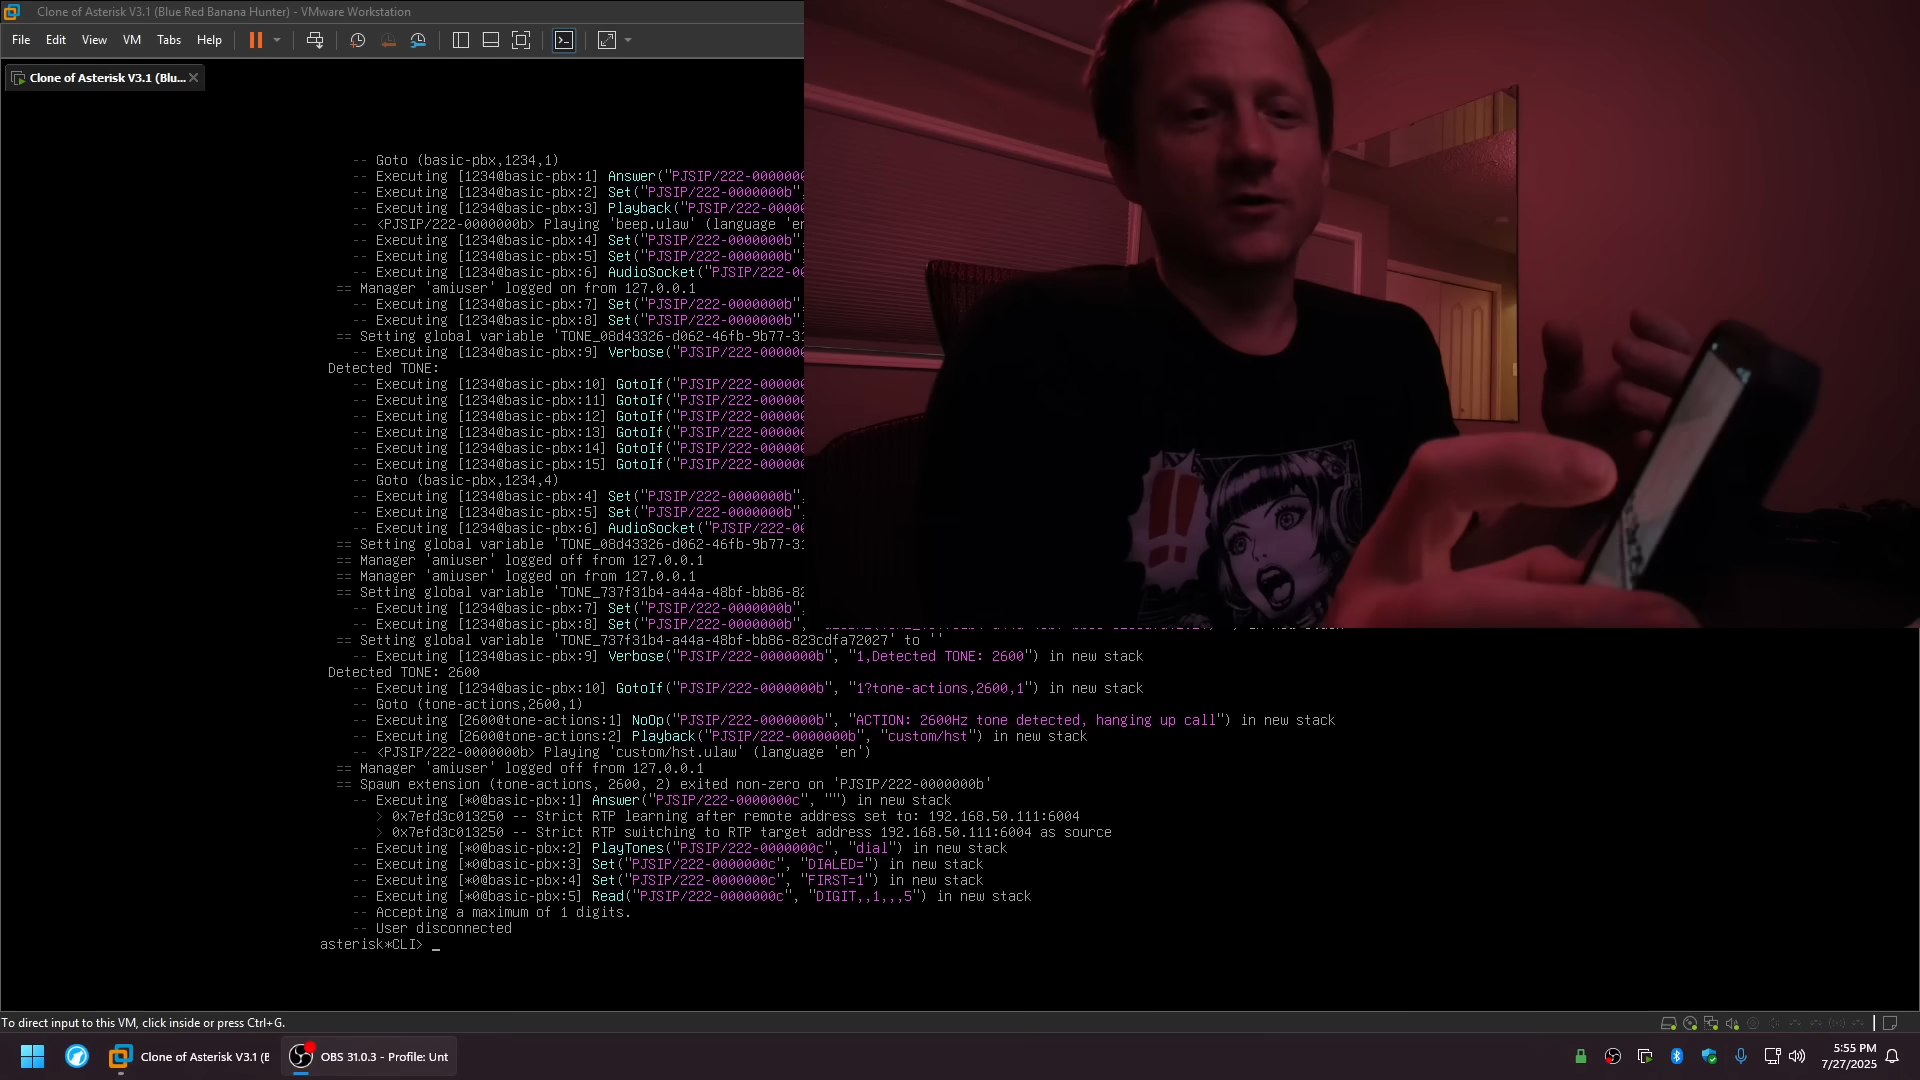 Clone of Asterisk V3.1 (Blue Red Banana Hunter) - VMware Workstation
File Edit View VM Tabs Help
Clone of Asterisk V3.1 (Blu...
-- Goto (basic-pbx,1234,1)
-- Executing [1234@basic-pbx:1] Answer("PJSIP/222-0000000
-- Executing [1234@basic-pbx:2] Set("PJSIP/222-0000000b",
-- Executing [1234@basic-pbx:3] Playback("PJSIP/222-00000
-- <PJSIP/222-0000000b> Playing 'beep.ulaw' (language 'en
-- Executing [1234@basic-pbx:4] Set("PJSIP/222-0000000b",
-- Executing [1234@basic-pbx:5] Set("PJSIP/222-0000000b",
-- Executing [1234@basic-pbx:6] AudioSocket("PJSIP/222-00
== Manager 'amiuser' logged on from 127.0.0.1
-- Executing [1234@basic-pbx:7] Set("PJSIP/222-0000000b",
-- Executing [1234@basic-pbx:8] Set("PJSIP/222-0000000b",
== Setting global variable 'TONE_08d43326-d062-46fb-9b77-31
-- Executing [1234@basic-pbx:9] Verbose("PJSIP/222-000000
Detected TONE:
-- Executing [1234@basic-pbx:10] GotoIf("PJSIP/222-000000
-- Executing [1234@basic-pbx:11] GotoIf("PJSIP/222-000000
-- Executing [1234@basic-pbx:12] GotoIf("PJSIP/222-000000
-- Executing [1234@basic-pbx:13] GotoIf("PJSIP/222-000000
-- Executing [1234@basic-pbx:14] GotoIf("PJSIP/222-000000
-- Executing [1234@basic-pbx:15] GotoIf("PJSIP/222-000000
-- Goto (basic-pbx,1234,4)
-- Executing [1234@basic-pbx:4] Set("PJSIP/222-0000000b",
-- Executing [1234@basic-pbx:5] Set("PJSIP/222-0000000b",
-- Executing [1234@basic-pbx:6] AudioSocket("PJSIP/222-00
== Setting global variable 'TONE_08d43326-d062-46fb-9b77-31
== Manager 'amiuser' logged off from 127.0.0.1
== Manager 'amiuser' logged on from 127.0.0.1
== Setting global variable 'TONE_737f31b4-a44a-48bf-bb86-82
-- Executing [1234@basic-pbx:7] Set("PJSIP/222-0000000b",
-- Executing [1234@basic-pbx:8] Set("PJSIP/222-0000000b",
== Setting global variable 'TONE_737f31b4-a44a-48bf-bb86-823cdfa72027' to ''
-- Executing [1234@basic-pbx:9] Verbose("PJSIP/222-0000000b", "1,Detected TONE: 2600") in new stack
Detected TONE: 2600
-- Executing [1234@basic-pbx:10] GotoIf("PJSIP/222-0000000b", "1?tone-actions,2600,1") in new stack
-- Goto (tone-actions,2600,1)
-- Executing [2600@tone-actions:1] NoOp("PJSIP/222-0000000b", "ACTION: 2600Hz tone detected, hanging up call") in new stack
-- Executing [2600@tone-actions:2] Playback("PJSIP/222-0000000b", "custom/hst") in new stack
-- <PJSIP/222-0000000b> Playing 'custom/hst.ulaw' (language 'en')
== Manager 'amiuser' logged off from 127.0.0.1
== Spawn extension (tone-actions, 2600, 2) exited non-zero on 'PJSIP/222-0000000b'
-- Executing [*0@basic-pbx:1] Answer("PJSIP/222-0000000c", "") in new stack
> 0x7efd3c013250 -- Strict RTP learning after remote address set to: 192.168.50.111:6004
> 0x7efd3c013250 -- Strict RTP switching to RTP target address 192.168.50.111:6004 as source
-- Executing [*0@basic-pbx:2] PlayTones("PJSIP/222-0000000c", "dial") in new stack
-- Executing [*0@basic-pbx:3] Set("PJSIP/222-0000000c", "DIALED=") in new stack
-- Executing [*0@basic-pbx:4] Set("PJSIP/222-0000000c", "FIRST=1") in new stack
-- Executing [*0@basic-pbx:5] Read("PJSIP/222-0000000c", "DIGIT,,1,,,5") in new stack
-- Accepting a maximum of 1 digits.
-- User disconnected
asterisk*CLI> _
!!
To direct input to this VM, click inside or press Ctrl+G.
Clone of Asterisk V3.1 (B
OBS 31.0.3 - Profile: Unt
5:55 PM
7/27/2025